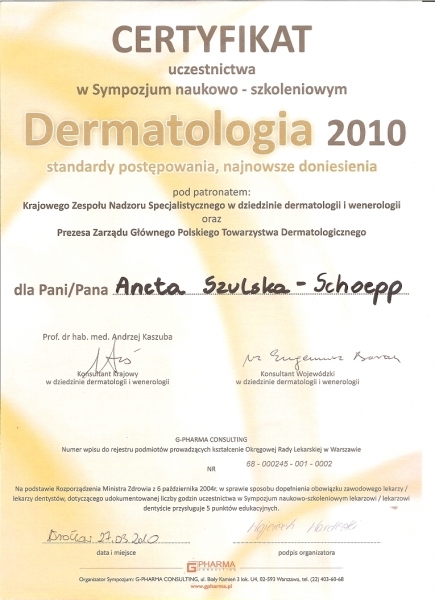 CERTYFIKAT
uczestnictwa
w Sympozjum naukowo - szkoleniowym
Dermatologia 2010
standardy postępowania, najnowsze doniesienia
pod patronatem:
Krajowego Zespołu Nadzoru Specjalistycznego w dziedzinie dermatologii i wenerologii
oraz
Prezesa Zarządu Głównego Polskiego Towarzystwa Dermatologicznego
dla Pani/Pana Aneta Szulska - Schoepp
Prof. dr hab. med. Andrzej Kaszuba
Konsultant Krajowy
w dziedzinie dermatologii i wenerologii
Konsultant Wojewódzki
w dziedzinie dermatologii i wenerologii
G-PHARMA CONSULTING
Numer wpisu do rejestru podmiotów prowadzących kształcenie Okręgowej Rady Lekarskiej w Warszawie
NR 68 - 000245 - 001 - 0002
Na podstawie Rozporządzenia Ministra Zdrowia z 6 października 2004r. w sprawie sposobu dopełnienia obowiązku zawodowego lekarzy /
lekarzy dentystów, dotyczącego udokumentowanej liczby godzin uczestnictwa w Sympozjum naukowo-szkoleniowym lekarzowi / lekarzowi
dentyście przysługuje 5 punktów edukacyjnych.
27.03.2010
data i miejsce
podpis organizatora
G PHARMA
CONSULTING
Organizator Sympozjum: G-PHARMA CONSULTING, ul. Biały Kamień 3 lok. U4, 02-593 Warszawa, tel. (22) 403-60-68
www.gpharma.pl